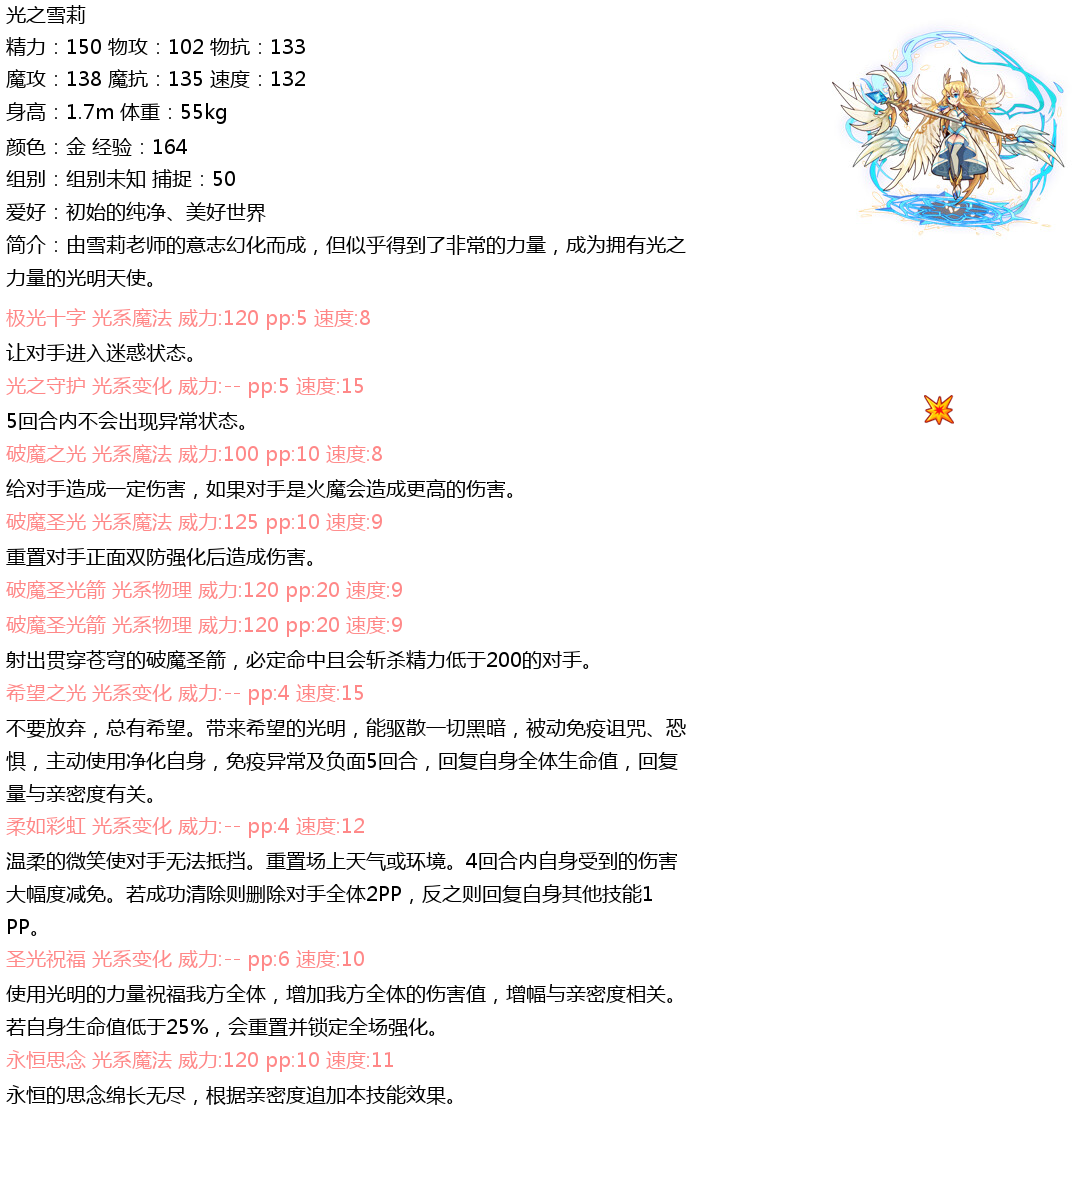 光之雪莉
精力：150 物攻：102 物抗：133
魔攻：138 魔抗：135 速度：132
身高：1.7m 体重：55kg
颜色：金 经验：164
组别：组别未知 捕捉：50
爱好：初始的纯净、美好世界
简介：由雪莉老师的意志幻化而成，但似乎得到了非常的力量，成为拥有光之
力量的光明天使。
极光十字 光系魔法 威力:120 pp:5 速度:8
让对手进入迷惑状态。
光之守护 光系变化 威力:-- pp:5 速度:15
5回合内不会出现异常状态。
破魔之光 光系魔法 威力:100 pp:10 速度:8
给对手造成一定伤害，如果对手是火魔会造成更高的伤害。
破魔圣光 光系魔法 威力:125 pp:10 速度:9
重置对手正面双防强化后造成伤害。
破魔圣光箭 光系物理 威力:120 pp:20 速度:9
破魔圣光箭 光系物理 威力:120 pp:20 速度:9
射出贯穿苍穹的破魔圣箭，必定命中且会斩杀精力低于200的对手。
希望之光 光系变化 威力:-- pp:4 速度:15
不要放弃，总有希望。带来希望的光明，能驱散一切黑暗，被动免疫诅咒、恐
惧，主动使用净化自身，免疫异常及负面5回合，回复自身全体生命值，回复
量与亲密度有关。
柔如彩虹 光系变化 威力:-- pp:4 速度:12
温柔的微笑使对手无法抵挡。重置场上天气或环境。4回合内自身受到的伤害
大幅度减免。若成功清除则删除对手全体2PP，反之则回复自身其他技能1
PP。
圣光祝福 光系变化 威力:-- pp:6 速度:10
使用光明的力量祝福我方全体，增加我方全体的伤害值，增幅与亲密度相关。
若自身生命值低于25%，会重置并锁定全场强化。
永恒思念 光系魔法 威力:120 pp:10 速度:11
永恒的思念绵长无尽，根据亲密度追加本技能效果。